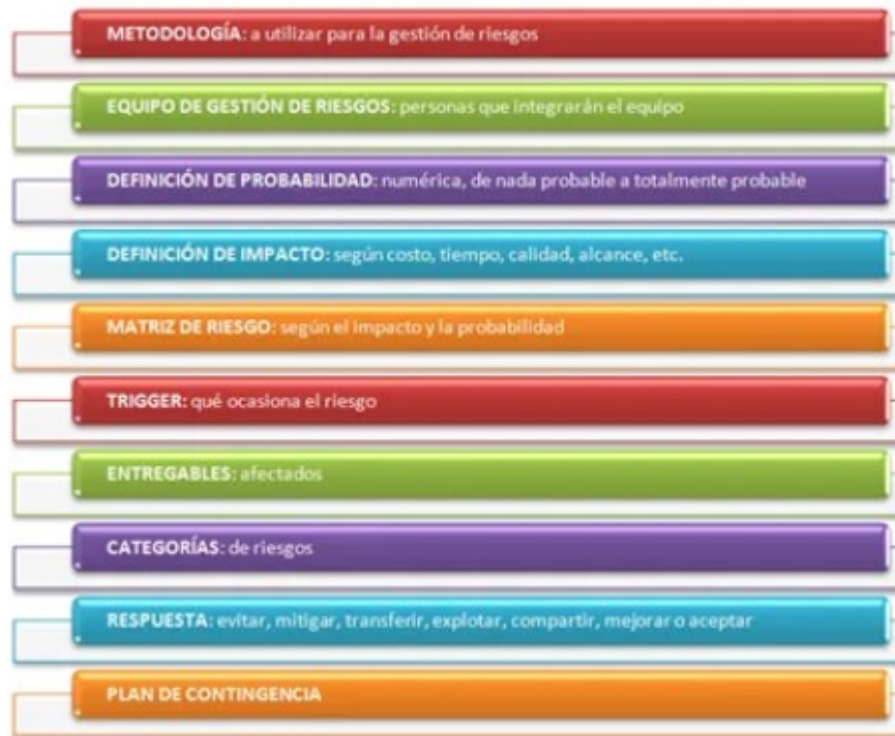 METODOLOGÍA: a utilizar para la gestión de riesgos
EQUIPO DE GESTIÓN DE RIESGOS: personas que integrarán el equipo
DEFINICIÓN DE PROBABILIDAD: numérica, de nada probable a totalmente probable
DEFINICIÓN DE IMPACTO: según costo, tiempo, calidad, alcance, etc.
MATRIZ DE RIESGO: según el impacto y la probabilidad
TRIGGER: qué ocasiona el riesgo
ENTREGABLES: afectados
CATEGORÍAS: de riesgos
RESPUESTA: evitar, mitigar, transferir, explotar, compartir, mejorar o aceptar
PLAN DE CONTINGENCIA